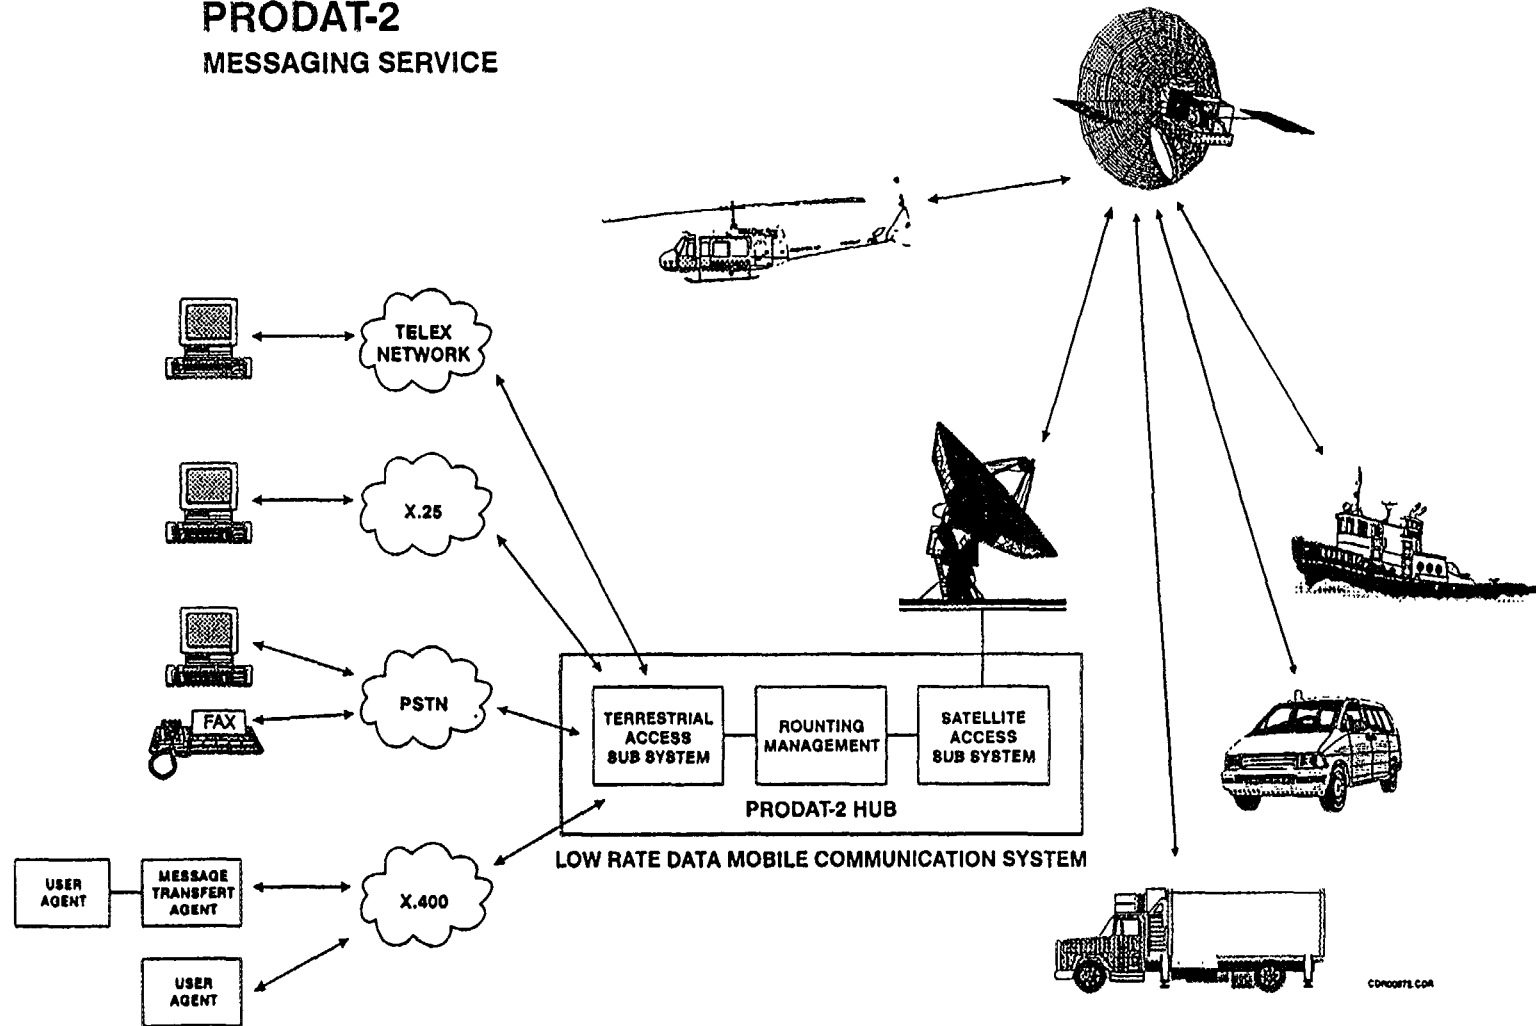 PRODAT-2
MESSAGING SERVICE
TELEX
NETWORK
X.25
PSTN
FAX
TERRESTRIAL
ACCESS
SUB SYSTEM
ROUNTING
MANAGEMENT
SATELLITE
ACCESS
SUB SYSTEM
PRODAT-2 HUB
LOW RATE DATA MOBILE COMMUNICATION SYSTEM
USER
AGENT
MESSAGE
TRANSFERT
AGENT
X.400
USER
AGENT